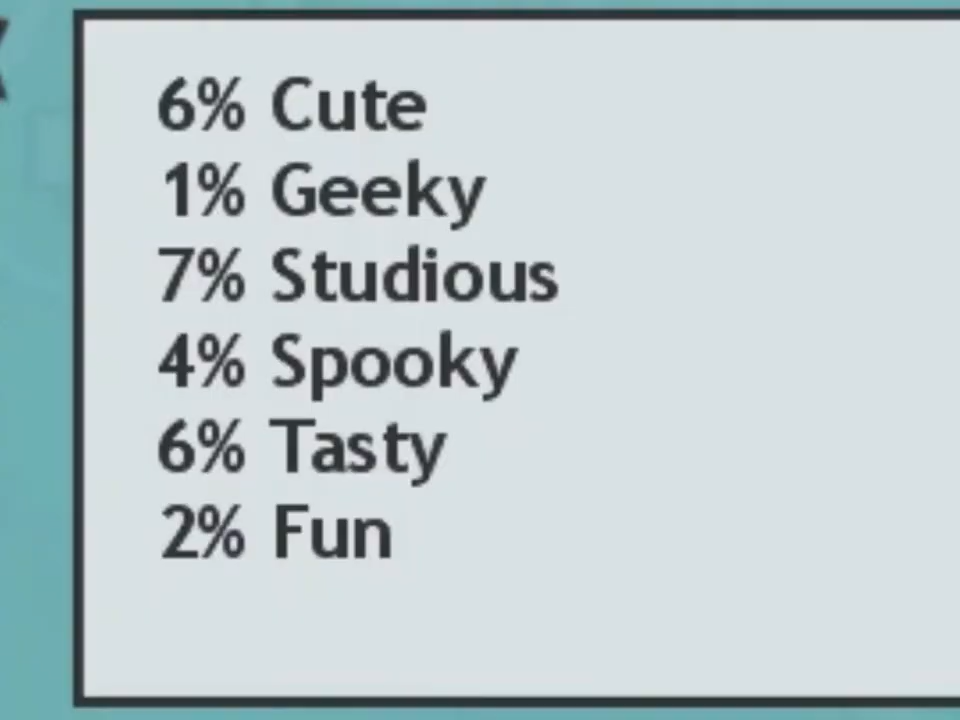 6% Cute
1% Geeky
7% Studious
4% Spooky
6% Tasty
2% Fun